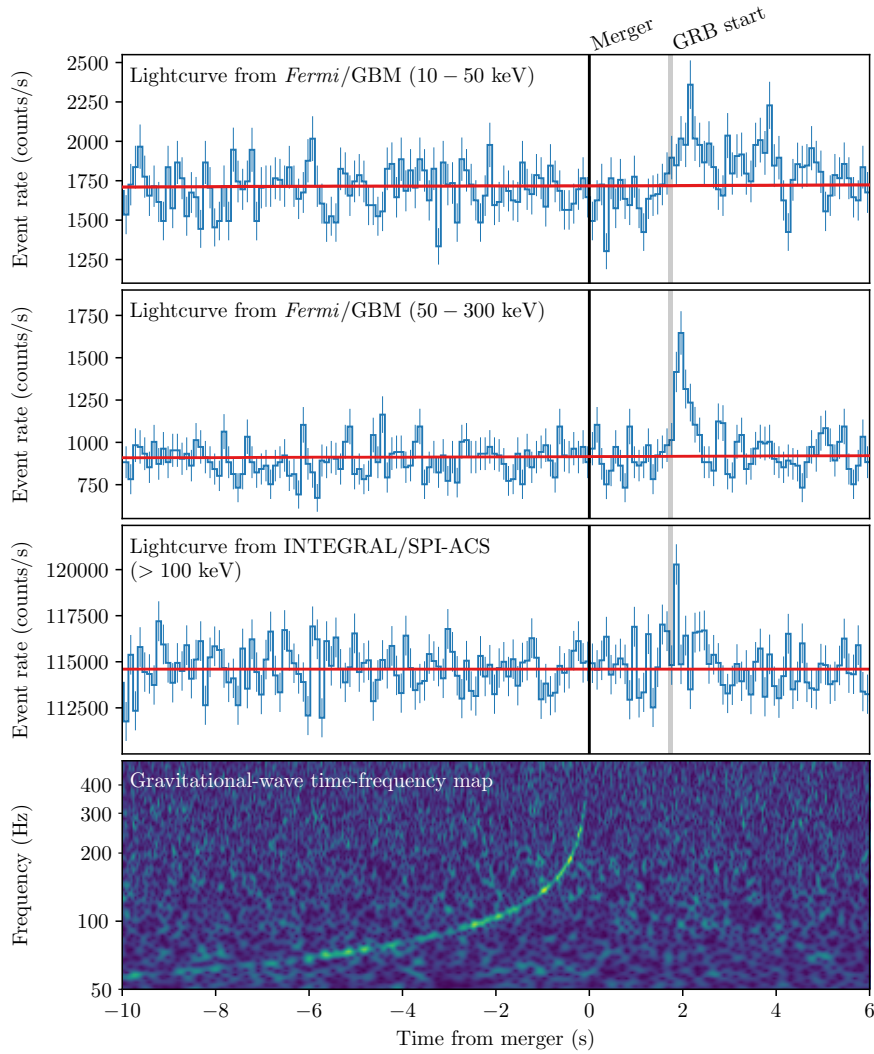 Merger
GRB start
Lightcurve from Fermi/GBM (10 − 50 keV)
Event rate (counts/s)
2500
2250
2000
1750
1500
1250
Lightcurve from Fermi/GBM (50 − 300 keV)
Event rate (counts/s)
1750
1500
1250
1000
750
Lightcurve from INTEGRAL/SPI-ACS
(> 100 keV)
Event rate (counts/s)
120000
117500
115000
112500
Gravitational-wave time-frequency map
Frequency (Hz)
400
300
200
100
50
−10 −8 −6 −4 −2 0 2 4 6
Time from merger (s)